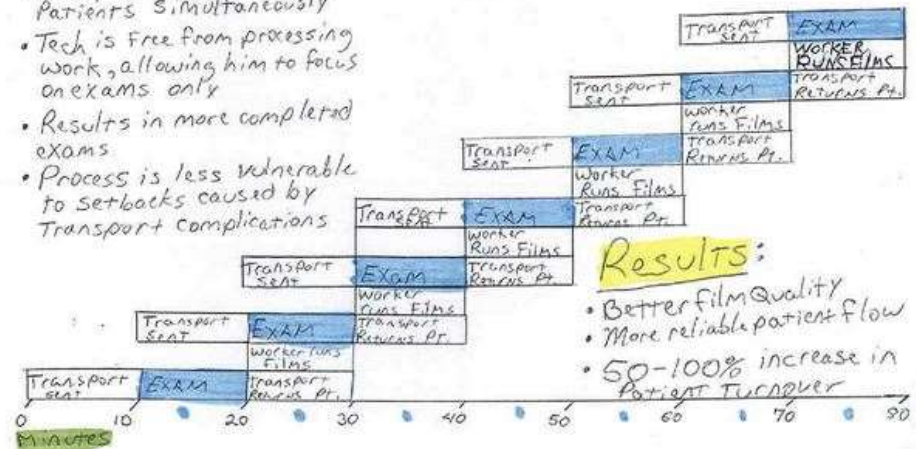 Patients Simultaneously
• Tech is Free from processing
work, allowing him to focus
on exams only
• Results in more completed
exams
• Process is less vulnerable
to setbacks caused by
Transport Complications
Transport
sent
EXAM
WORKER
RUNS Films
Transport
sent
EXAM
Transport
Returns Pt.
worker
runs Films
Transport
sent
EXAM
Transport
Returns Pt.
Worker
Runs Films
Transport
sent
EXAM
Transport
Returns Pt.
Worker
Runs Films
Transport
sent
Exam
Transport
Returns Pt.
Worker
runs Films
Transport
sent
EXAM
Transport
Returns Pt.
worker runs
films
Transport
sent
EXAM
Transport
Returns Pt.
Results:
• Better film Quality
• More reliable patient flow
• 50-100% increase in
Patient Turnover
0 10 20 30 40 50 60 70 80
Minutes